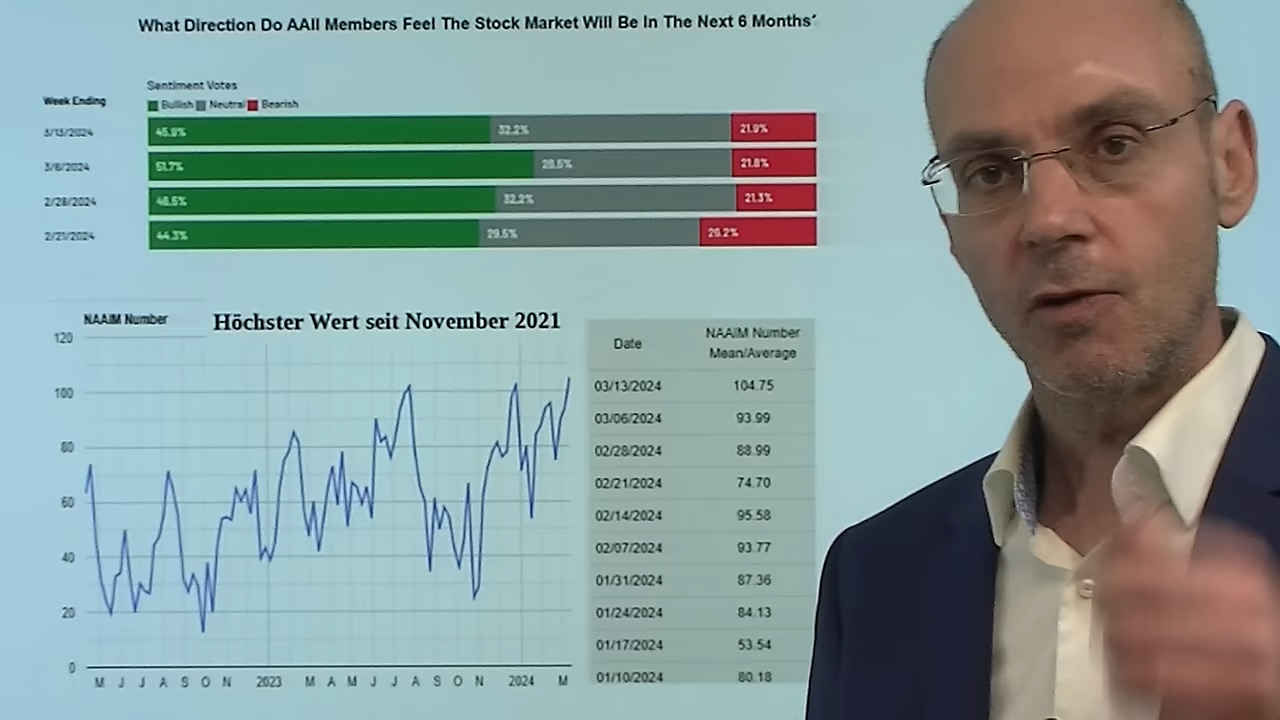 What Direction Do AAII Members Feel The Stock Market Will Be In The Next 6 Months*
Sentiment Votes
Week Ending
Bullish Neutral Bearish
3/13/2024 45.9% 32.2% 21.9%
3/6/2024 51.7% 26.5% 21.8%
2/28/2024 46.5% 32.2% 21.3%
2/21/2024 44.3% 29.5% 26.2%
NAAIM Number
Höchster Wert seit November 2021
120
100
80
60
40
20
0
M J J A S O N 2023 M A M J J A S O N 2024 M
Date NAAIM Number
Mean/Average
03/13/2024 104.75
03/06/2024 93.99
02/28/2024 88.99
02/21/2024 74.70
02/14/2024 95.58
02/07/2024 93.77
01/31/2024 87.36
01/24/2024 84.13
01/17/2024 53.54
01/10/2024 80.18